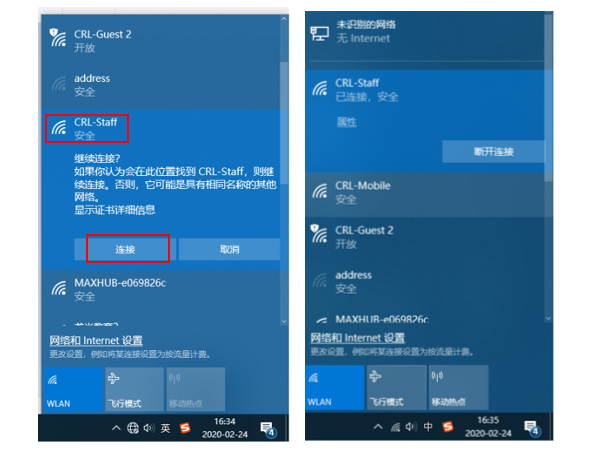 CRL-Guest 2
开放
address
安全
CRL-Staff
安全
继续连接?
如果你认为会在此位置找到 CRL-Staff，则继
续连接。否则，它可能是具有相同名称的其他
网络。
显示证书详细信息
连接
取消
MAXHUB-e069826c
安全
网络和 Internet 设置
更改设置，例如将某连接设置为按流量计费。
WLAN
飞行模式
移动热点
英
16:34
2020-02-24
4
未识别的网络
无 Internet
CRL-Staff
已连接，安全
属性
断开连接
CRL-Mobile
安全
CRL-Guest 2
开放
address
安全
MAXHUB-e069826c
网络和 Internet 设置
更改设置，例如将某连接设置为按流量计费。
WLAN
飞行模式
移动热点
中
16:35
2020-02-24
4